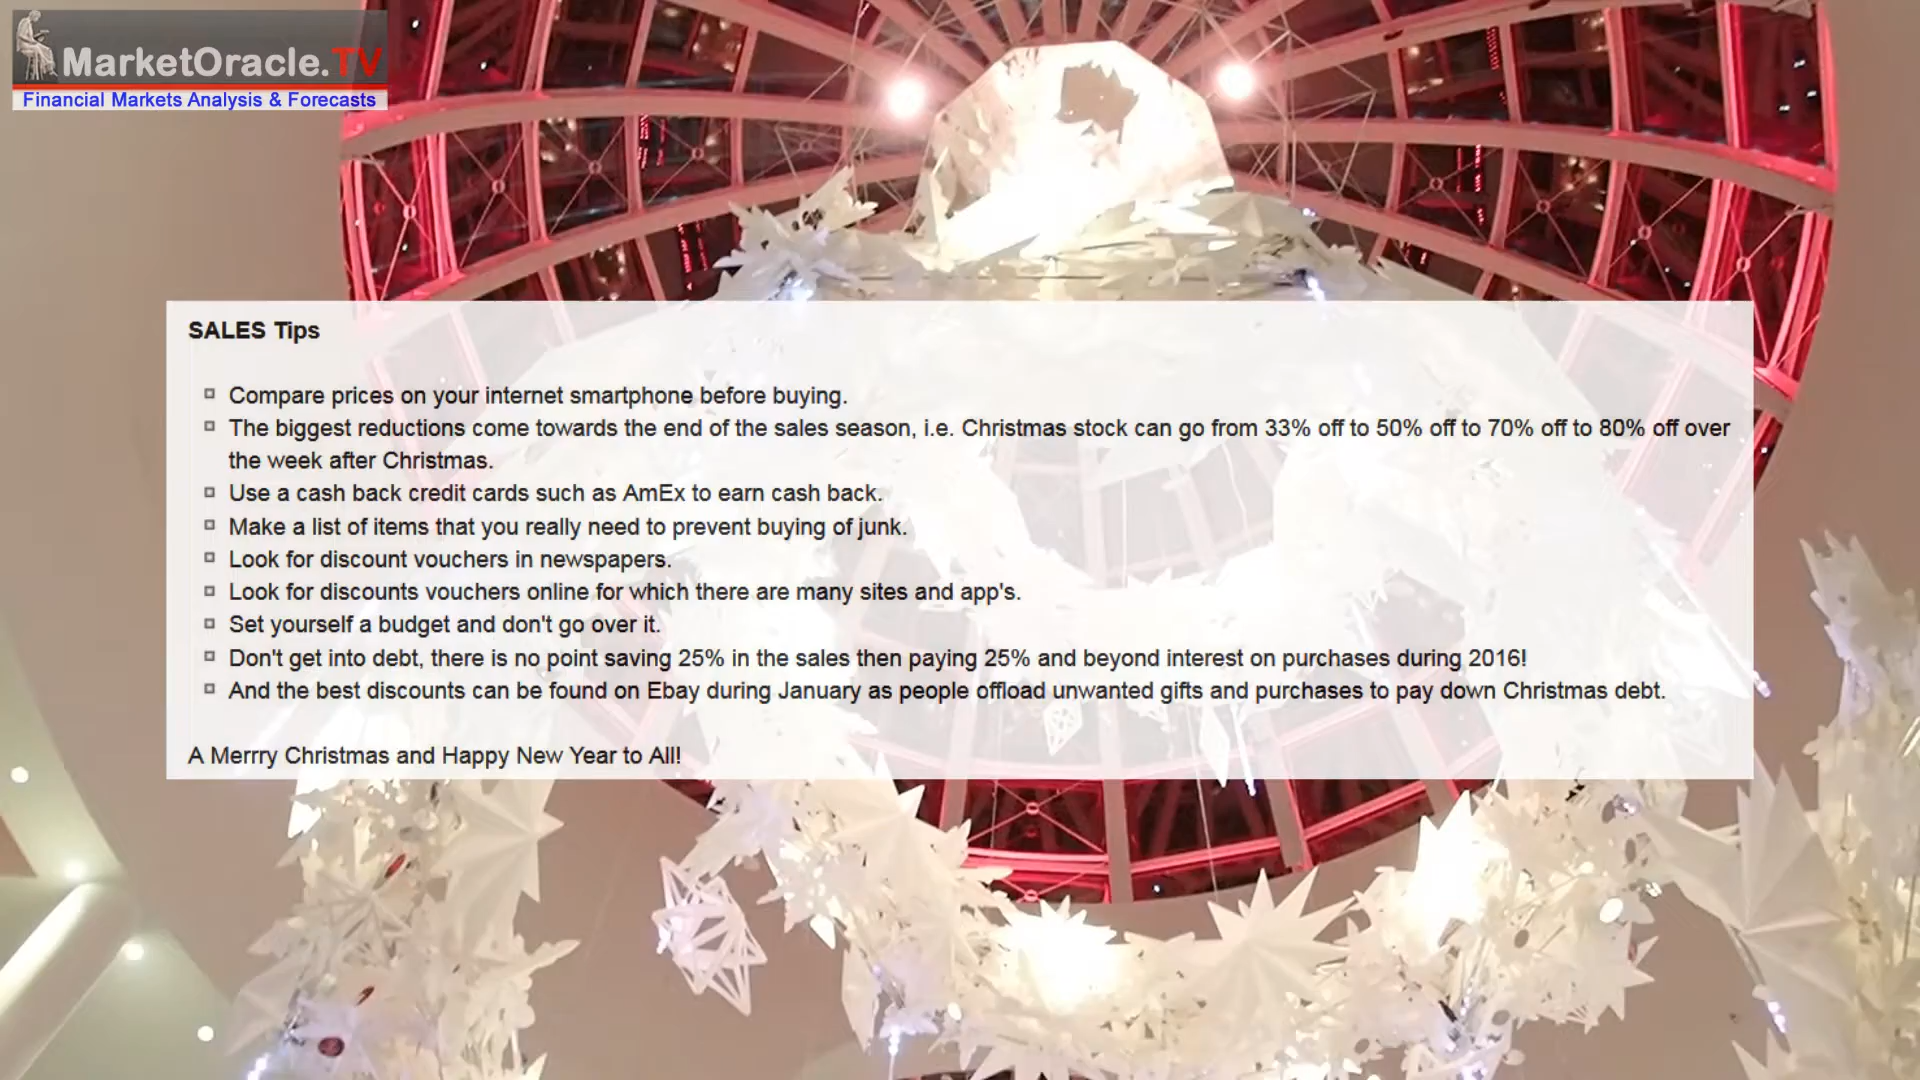 MarketOracle.TV
Financial Markets Analysis & Forecasts
SALES Tips
Compare prices on your internet smartphone before buying.
The biggest reductions come towards the end of the sales season, i.e. Christmas stock can go from 33% off to 50% off to 70% off to 80% off over
the week after Christmas.
Use a cash back credit cards such as AmEx to earn cash back.
Make a list of items that you really need to prevent buying of junk.
Look for discount vouchers in newspapers.
Look for discounts vouchers online for which there are many sites and app's.
Set yourself a budget and don't go over it.
Don't get into debt, there is no point saving 25% in the sales then paying 25% and beyond interest on purchases during 2016!
And the best discounts can be found on Ebay during January as people offload unwanted gifts and purchases to pay down Christmas debt.
A Merrry Christmas and Happy New Year to All!